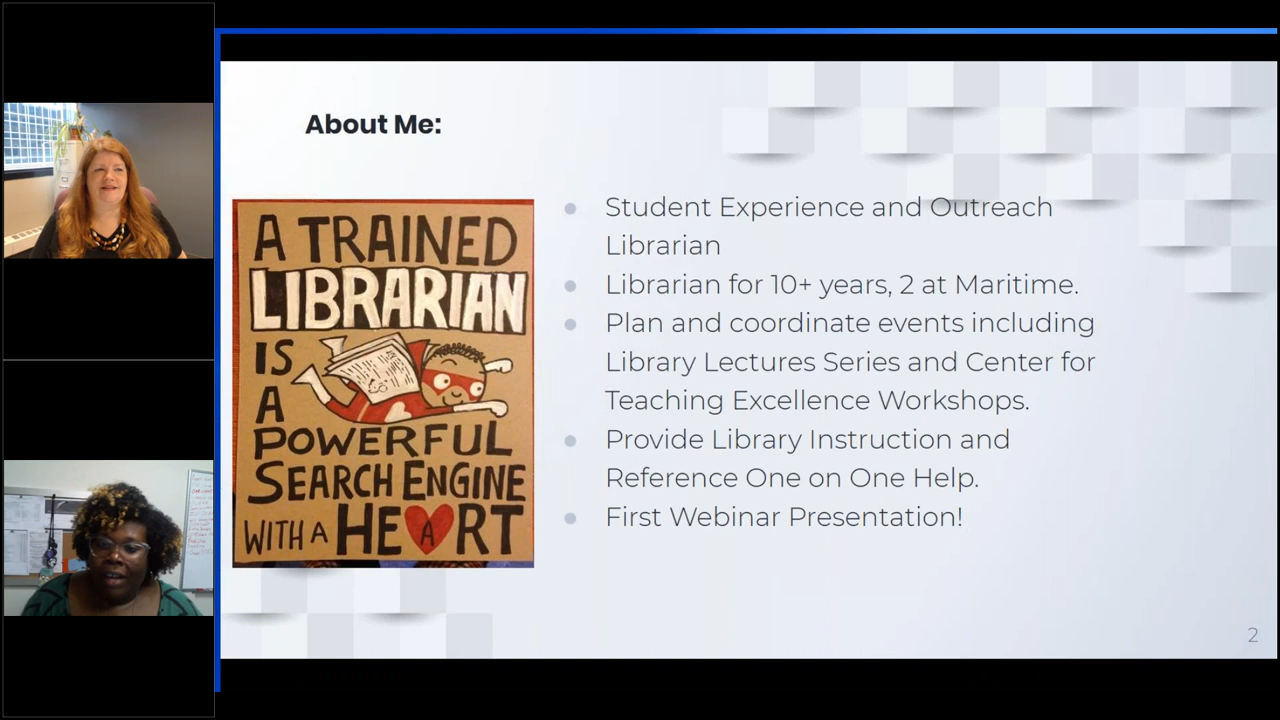 About Me:
A TRAINED
LIBRARIAN
IS
A
POWERFUL
SEARCH ENGINE
WITH A HEART
Student Experience and Outreach
Librarian
Librarian for 10+ years, 2 at Maritime.
Plan and coordinate events including
Library Lectures Series and Center for
Teaching Excellence Workshops.
Provide Library Instruction and
Reference One on One Help.
First Webinar Presentation!
2